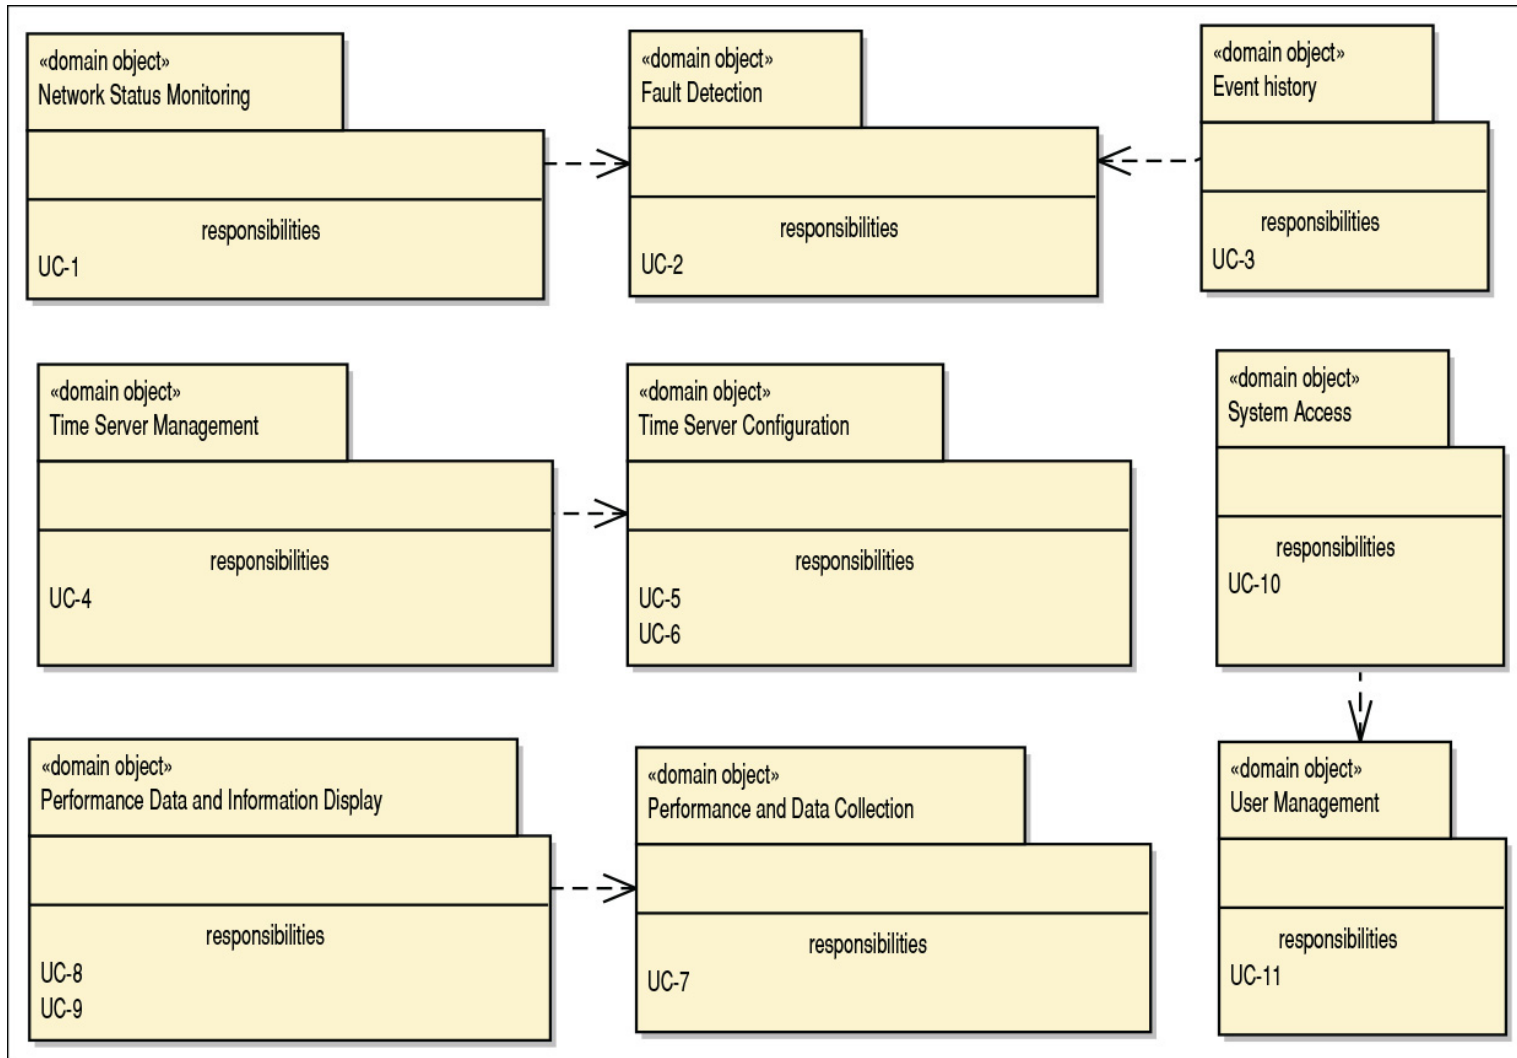 «domain object»
Network Status Monitoring
responsibilities
UC-1
«domain object»
Fault Detection
responsibilities
UC-2
«domain object»
Event history
responsibilities
UC-3
«domain object»
Time Server Management
responsibilities
UC-4
«domain object»
Time Server Configuration
responsibilities
UC-5
UC-6
«domain object»
System Access
responsibilities
UC-10
«domain object»
Performance Data and Information Display
responsibilities
UC-8
UC-9
«domain object»
Performance and Data Collection
responsibilities
UC-7
«domain object»
User Management
responsibilities
UC-11